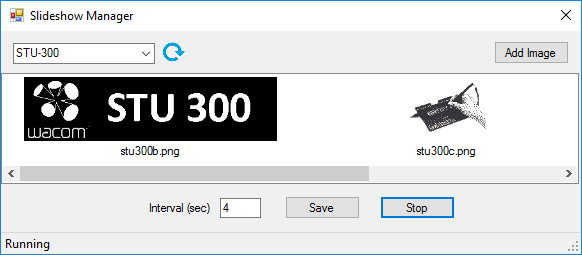 Slideshow Manager
STU-300
Add Image
wacom
STU 300
stu300b.png
stu300c.png
Interval (sec) 4 Save Stop
Running